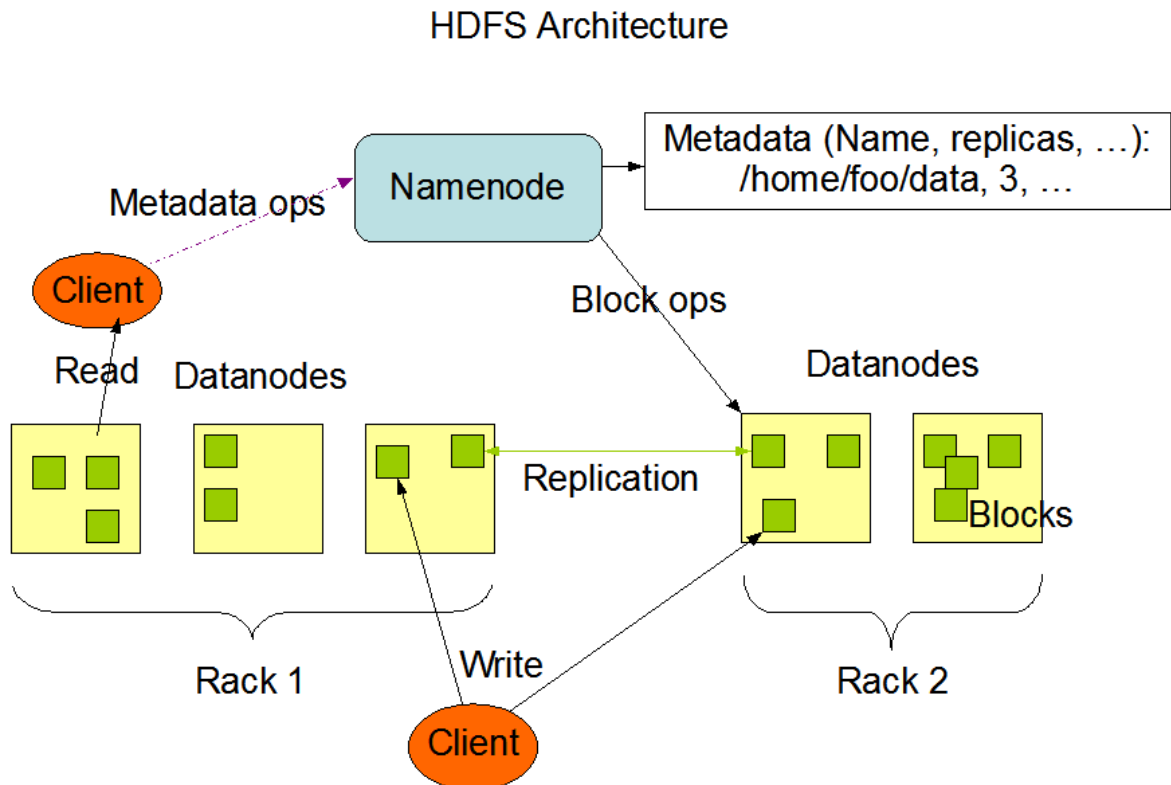 HDFS Architecture
Metadata (Name, replicas, …):
/home/foo/data, 3, …
Namenode
Metadata ops
Client
Block ops
Read
Datanodes
Datanodes
Replication
Blocks
Rack 1
Write
Rack 2
Client